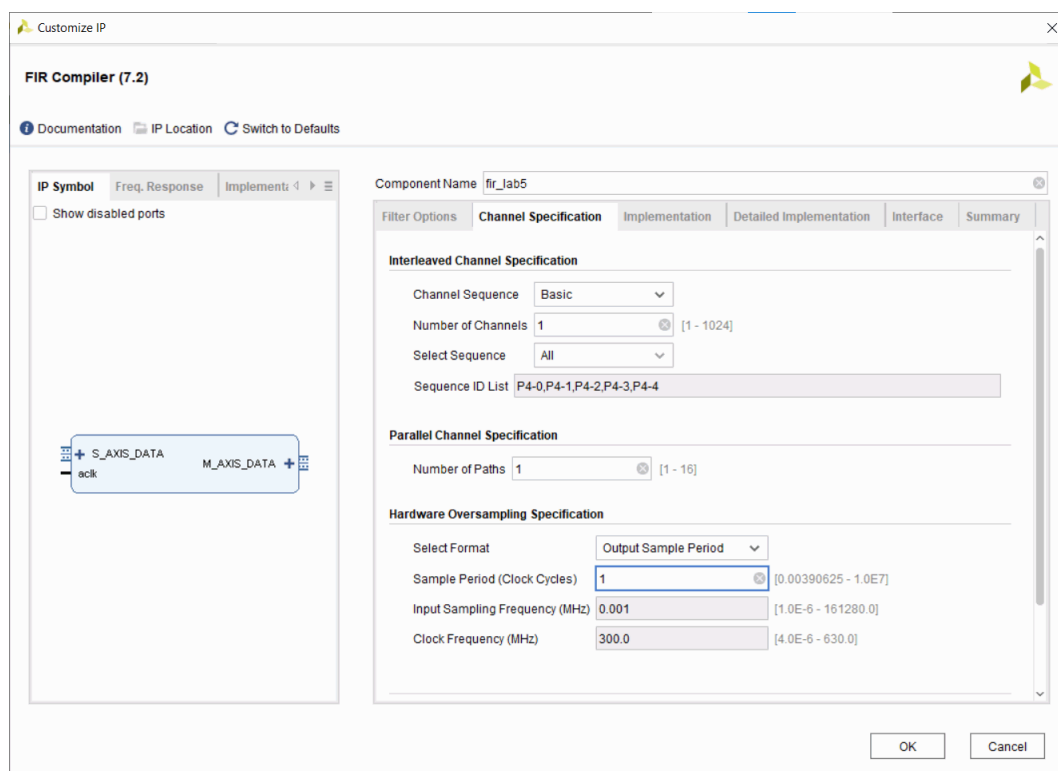 Customize IP
FIR Compiler (7.2)
Documentation IP Location Switch to Defaults
IP Symbol Freq. Response Implementa
Show disabled ports
S_AXIS_DATA
aclk
M_AXIS_DATA
Component Name fir_lab5
Filter Options Channel Specification Implementation Detailed Implementation Interface Summary
Interleaved Channel Specification
Channel Sequence Basic
Number of Channels 1 [1 - 1024]
Select Sequence All
Sequence ID List P4-0,P4-1,P4-2,P4-3,P4-4
Parallel Channel Specification
Number of Paths 1 [1 - 16]
Hardware Oversampling Specification
Select Format Output Sample Period
Sample Period (Clock Cycles) 1 [0.00390625 - 1.0E7]
Input Sampling Frequency (MHz) 0.001 [1.0E-6 - 161280.0]
Clock Frequency (MHz) 300.0 [4.0E-6 - 630.0]
OK Cancel